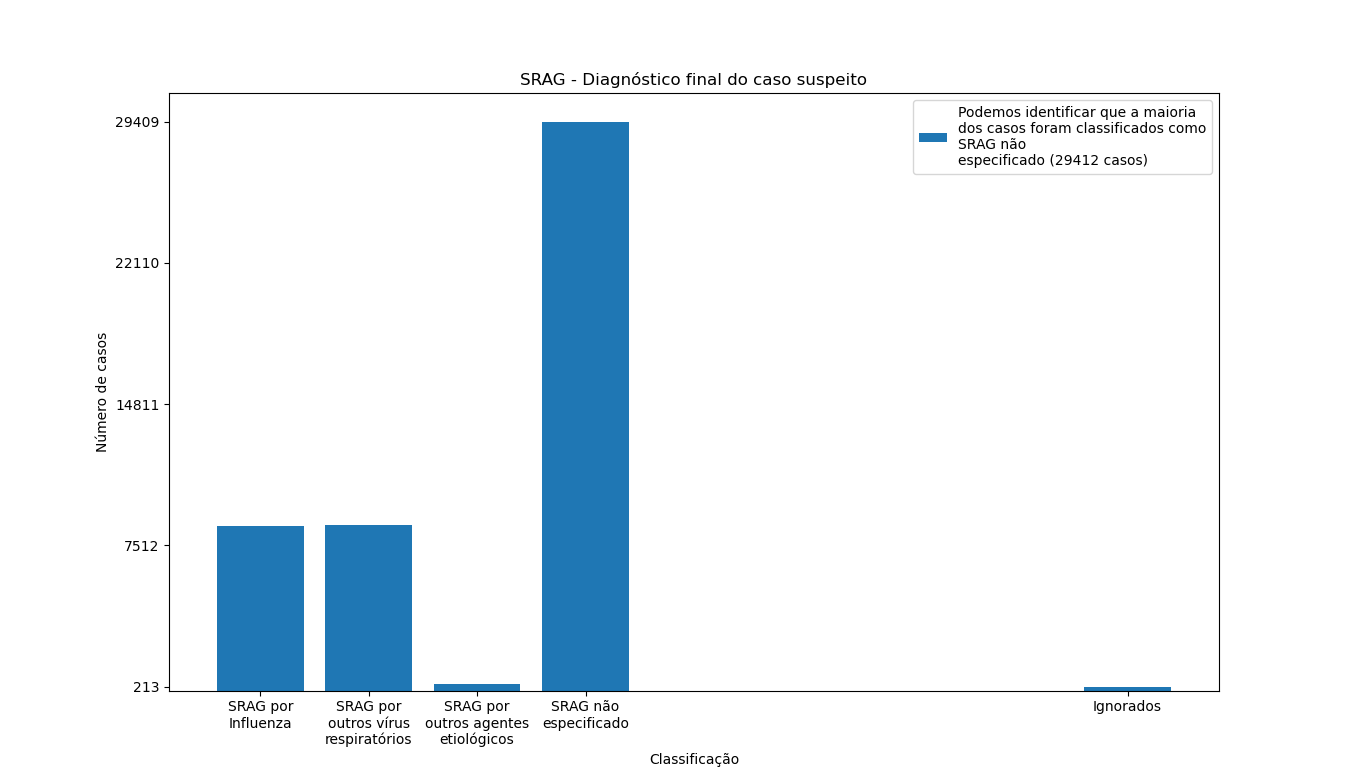 SRAG - Diagnóstico final do caso suspeito
Podemos identificar que a maioria
dos casos foram classificados como
SRAG não
especificado (29412 casos)
29409
22110
14811
7512
213
Número de casos
SRAG por
Influenza
SRAG por
outros vírus
respiratórios
SRAG por
outros agentes
etiológicos
SRAG não
especificado
Ignorados
Classificação